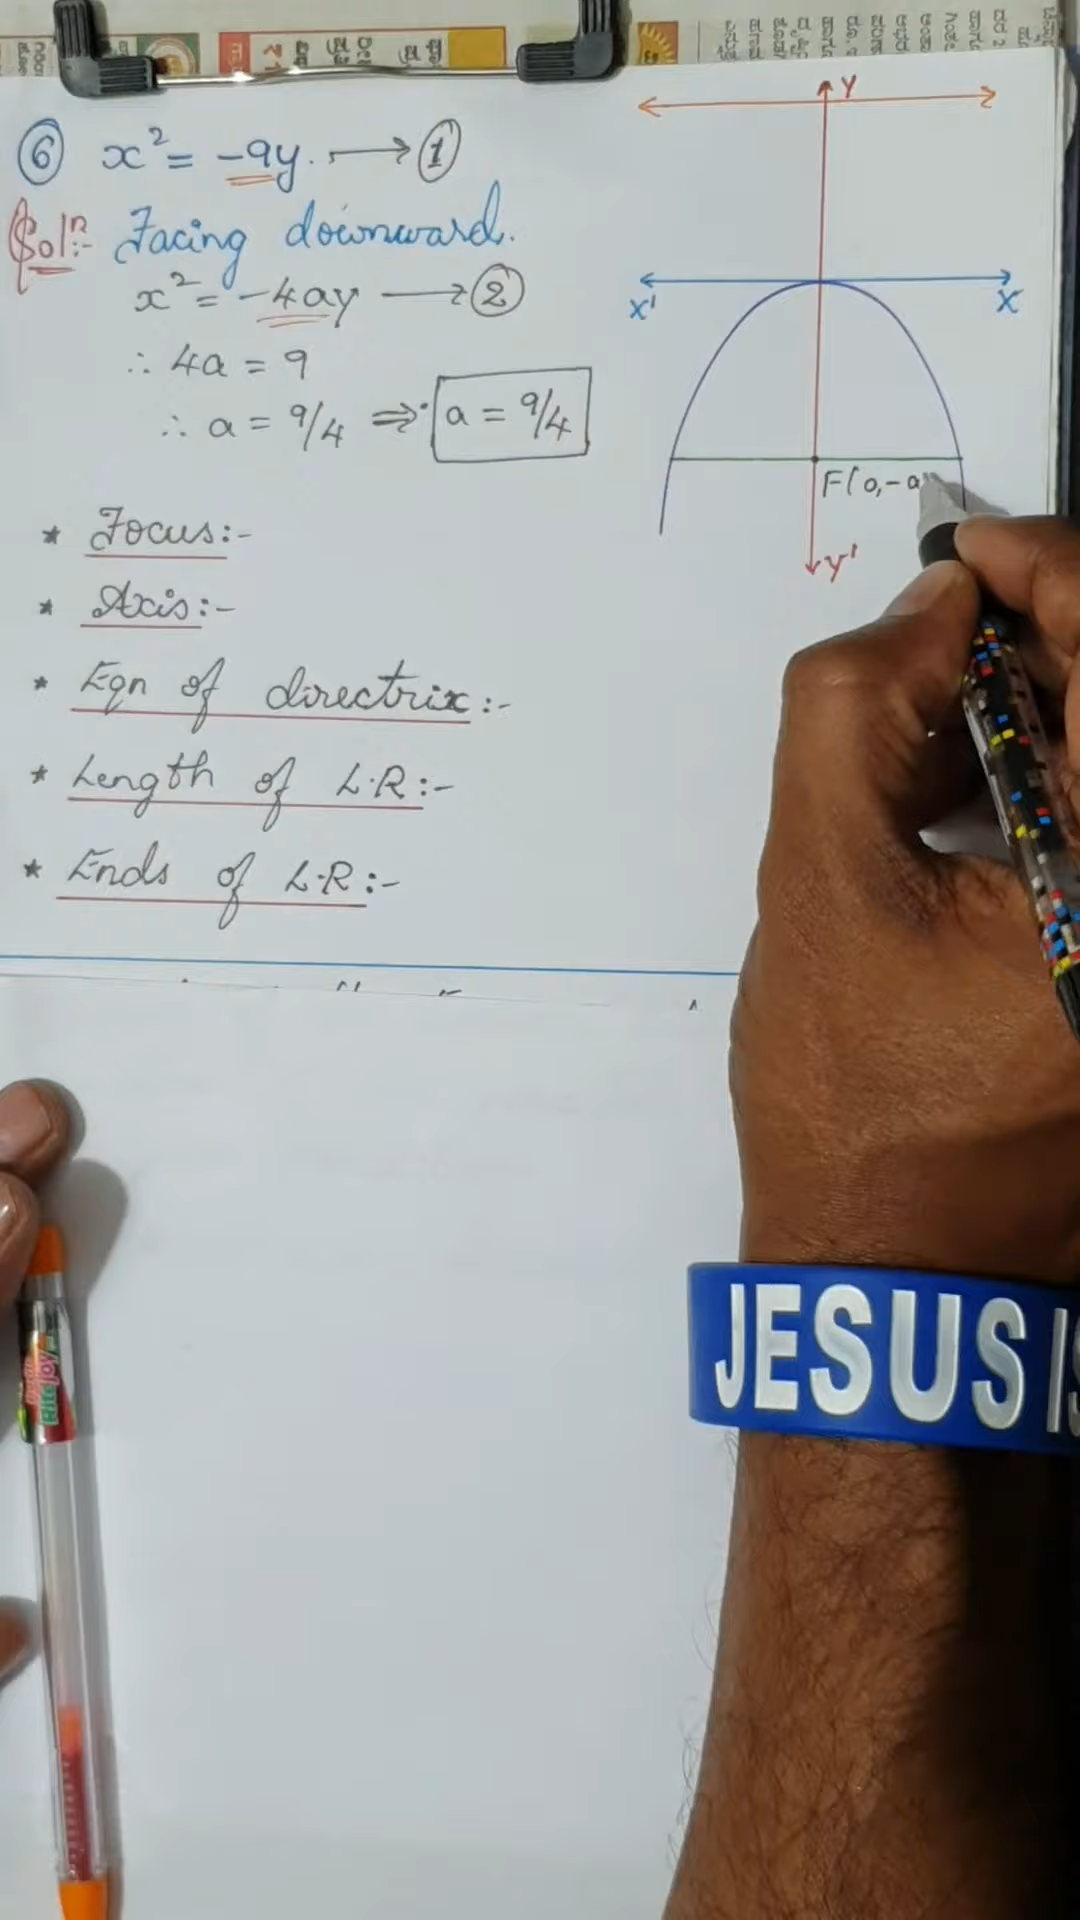 6 x² = -9y. → 1
Solⁿ:- Facing downward.
x² = -4ay → 2
∴ 4a = 9
∴ a = 9/4 ⇒ a = 9/4
* Focus:-
* Axis:-
* Eqn of directrix:-
* Length of L.R:-
* Ends of L.R:-
Y
X' X
F(0,-a)
Y'
JESUS IS